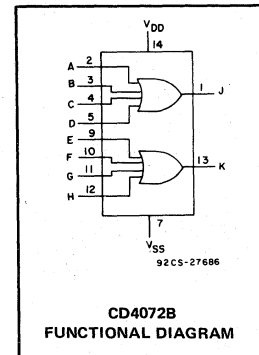 VDD
14
A 2
B 3
C 4
D 5
1 J
E 9
F 10
G 11
H 12
13 K
7
VSS
92CS-27686
CD4072B
FUNCTIONAL DIAGRAM